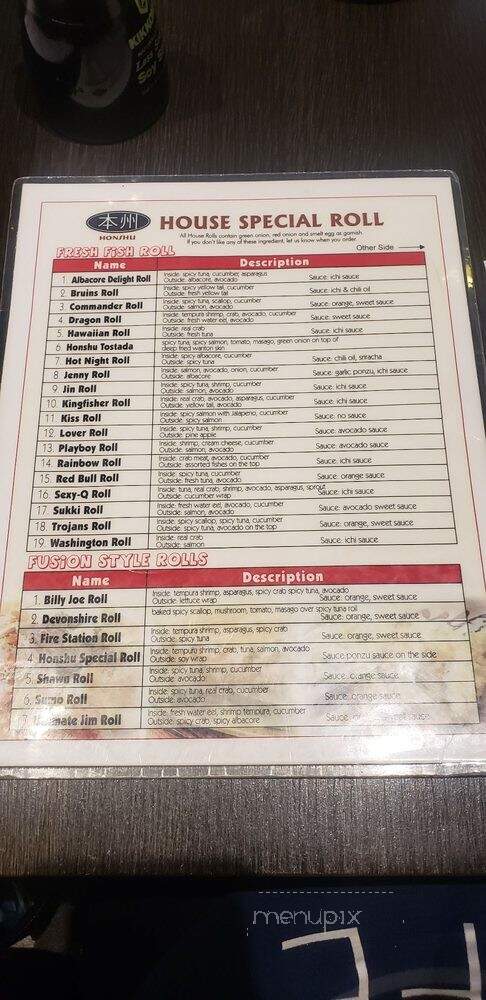 KIKKO
Less
Soy S
本州
HONSHU
HOUSE SPECIAL ROLL
All House Rolls contain green onion, red onion and smelt egg as garnish.
If you don't like any of these ingredient, let us know when you order.
FRESH FISH ROLL
Other Side
Name Description
1. Albacore Delight Roll Inside: spicy tuna, cucumber, asparagus
Outside: albacore, avocado Sauce: ichi sauce
2. Bruins Roll Inside: spicy yellow tail, cucumber
Outside: fresh yellow tail Sauce: ichi & chili oil
3. Commander Roll Inside: spicy tuna, scallop, cucumber
Outside: salmon, avocado Sauce: orange, sweet sauce
4. Dragon Roll Inside: tempura shrimp, crab, avocado, cucumber
Outside: fresh water eel, avocado Sauce: sweet sauce
5. Hawaiian Roll Inside: real crab
Outside: fresh tuna Sauce: ichi sauce
6. Honshu Tostada spicy tuna, spicy salmon, tomato, masago, green onion on top of
deep fried wanton skin
7. Hot Night Roll Inside: spicy albacore, cucumber
Outside: spicy tuna Sauce: chili oil, sriracha
8. Jenny Roll Inside: salmon, avocado, onion, cucumber
Outside: albacore Sauce: garlic ponzu, ichi sauce
9. Jin Roll Inside: spicy tuna, shrimp, cucumber
Outside: salmon, avocado Sauce: ichi sauce
10. Kingfisher Roll Inside: real crab, avocado, asparagus, cucumber
Outside: yellow tail, avocado Sauce: ichi sauce
11. Kiss Roll Inside: spicy salmon with Jalapeno, cucumber
Outside: spicy salmon Sauce: no sauce
12. Lover Roll Inside: spicy tuna, shrimp, cucumber
Outside: pine apple Sauce: avocado sauce
13. Playboy Roll Inside: shrimp, cream cheese, cucumber
Outside: salmon, avocado Sauce: avocado sauce
14. Rainbow Roll Inside: crab meat, avocado, cucumber
Outside: assorted fishes on the top Sauce: ichi sauce
15. Red Bull Roll Inside: spicy tuna, cucumber
Outside: fresh tuna, avocado Sauce: orange sauce
16. Sexy-Q Roll Inside: tuna, real crab, shrimp, avocado, asparagus, sprout
Outside: cucumber wrap Sauce: ichi sauce
17. Sukki Roll Inside: fresh water eel, avocado, cucumber
Outside: salmon, avocado Sauce: avocado sweet sauce
18. Trojans Roll Inside: spicy scallop, spicy tuna, cucumber
Outside: spicy tuna, avocado on the top Sauce: orange, sweet sauce
19. Washington Roll Inside: real crab
Outside: salmon Sauce: ichi sauce
FUSION STYLE ROLLS
Name Description
1. Billy Joe Roll Inside: tempura shrimp, asparagus, spicy crab spicy tuna, avocado
Outside: lettuce wrap Sauce: orange, sweet sauce
2. Devonshire Roll baked spicy scallop, mushroom, tomato, masago over spicy tuna roll
Sauce: orange, sweet sauce
3. Fire Station Roll Inside: tempura shrimp, asparagus, spicy crab
Outside: spicy tuna Sauce: orange, sweet sauce
4. Honshu Special Roll Inside: tempura shrimp, crab, tuna, salmon, avocado
Outside: soy wrap Sauce: ponzu sauce on the side
5. Shawn Roll Inside: spicy tuna, shrimp, cucumber
Outside: avocado Sauce: orange sauce
6. Sumo Roll Inside: spicy tuna, real crab, cucumber
Outside: avocado Sauce: orange sauce
7. Ultimate Jim Roll Inside: fresh water eel, shrimp tempura, cucumber
Outside: spicy crab, spicy albacore Sauce: sweet sauce
menupix